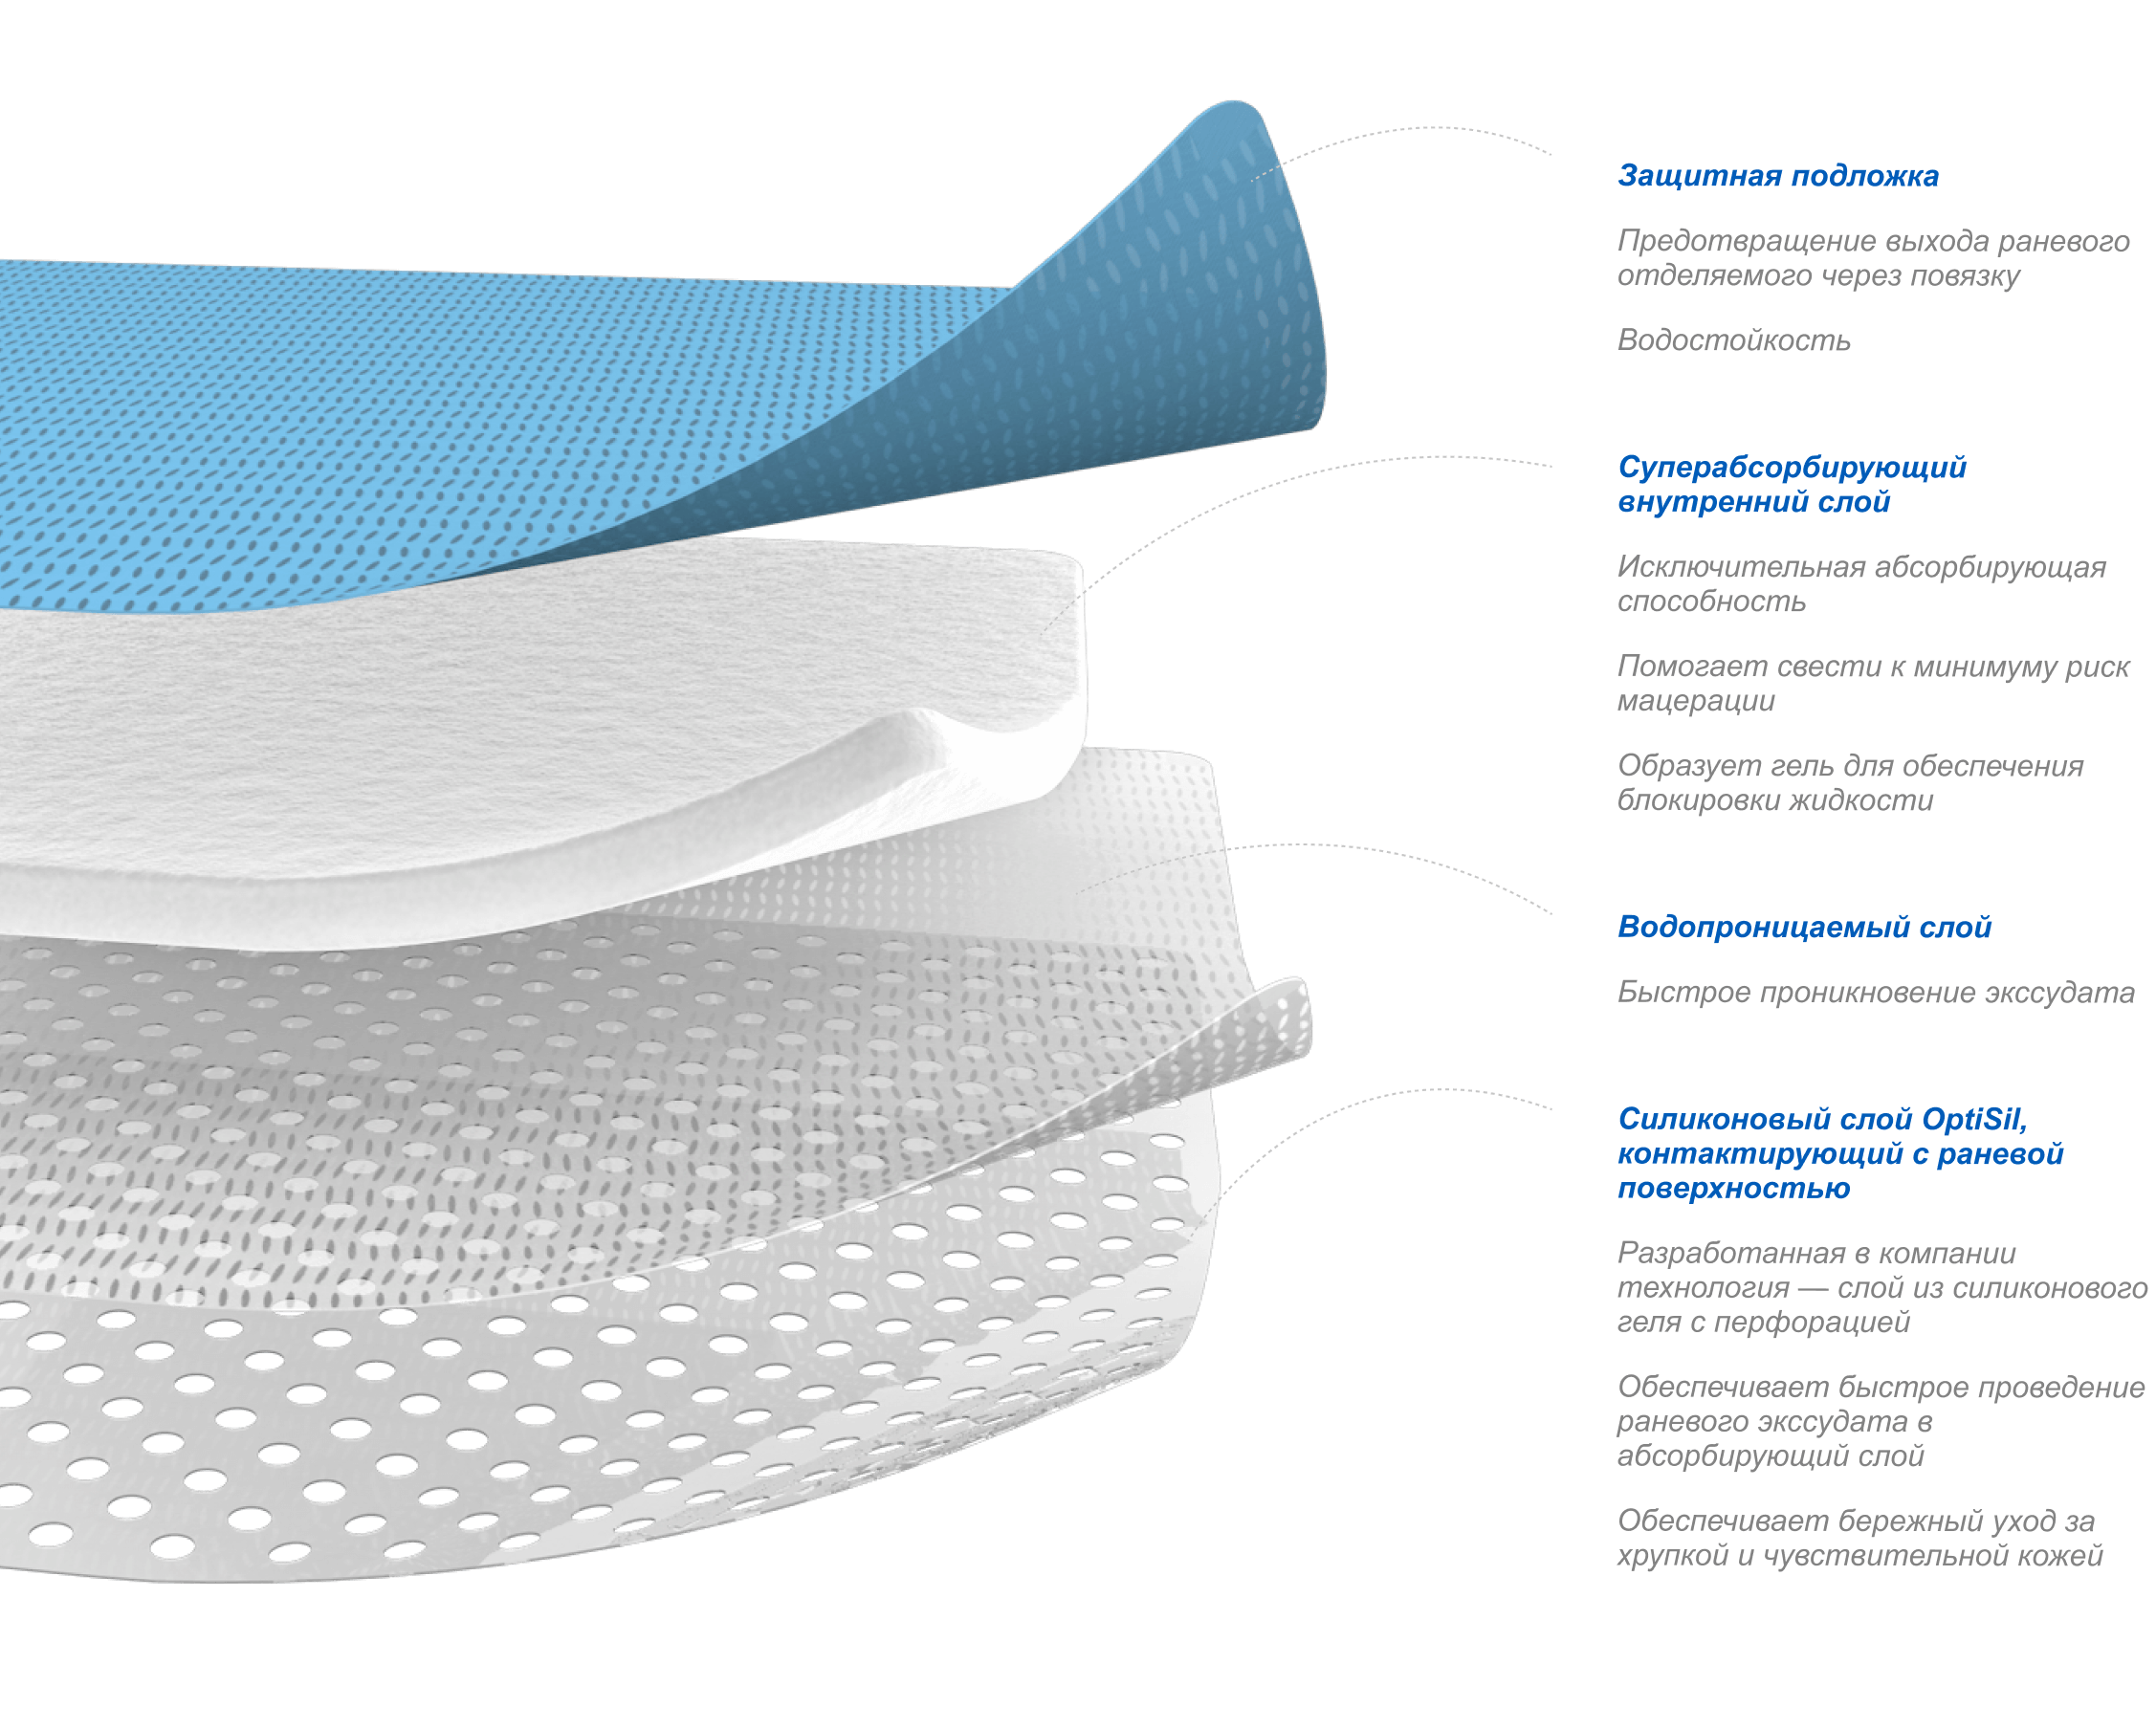 Защитная подложка
Предотвращение выхода раневого
отделяемого через повязку
Водостойкость
Суперабсорбирующий
внутренний слой
Исключительная абсорбирующая
способность
Помогает свести к минимуму риск
мацерации
Образует гель для обеспечения
блокировки жидкости
Водопроницаемый слой
Быстрое проникновение экссудата
Силиконовый слой OptiSil,
контактирующий с раневой
поверхностью
Разработанная в компании
технология — слой из силиконового
геля с перфорацией
Обеспечивает быстрое проведение
раневого экссудата в
абсорбирующий слой
Обеспечивает бережный уход за
хрупкой и чувствительной кожей